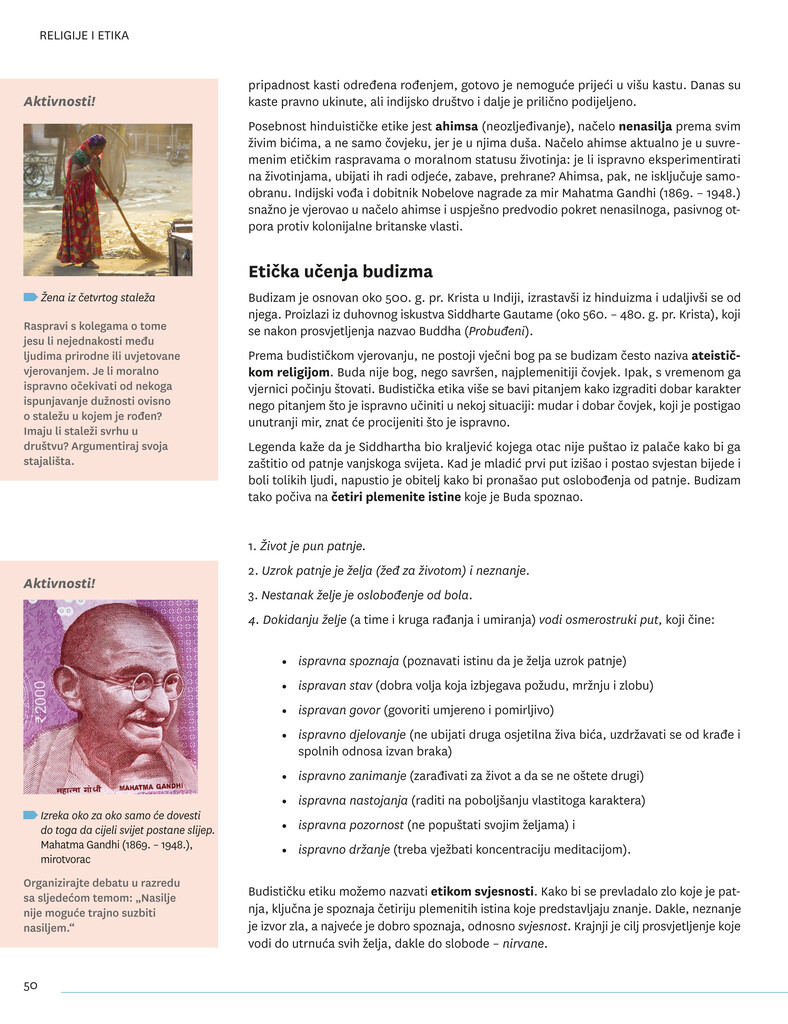 RELIGIJE I ETIKA
Aktivnosti!
Žena iz četvrtog staleža
Raspravi s kolegama o tome
jesu li nejednakosti među
ljudima prirodne ili uvjetovane
vjerovanjem. Je li moralno
ispravno očekivati od nekoga
ispunjavanje dužnosti ovisno
o staležu u kojem je rođen?
Imaju li staleži svrhu u
društvu? Argumentiraj svoja
stajališta.
Aktivnosti!
₹2000
महात्मा गांधी MAHATMA GANDHI
Izreka oko za oko samo će dovesti
do toga da cijeli svijet postane slijep.
Mahatma Gandhi (1869. – 1948.),
mirotvorac
Organizirajte debatu u razredu
sa sljedećom temom: „Nasilje
nije moguće trajno suzbiti
nasiljem.“
pripadnost kasti određena rođenjem, gotovo je nemoguće prijeći u višu kastu. Danas su
kaste pravno ukinute, ali indijsko društvo i dalje je prilično podijeljeno.
Posebnost hinduističke etike jest ahimsa (neozljeđivanje), načelo nenasilja prema svim
živim bićima, a ne samo čovjeku, jer je u njima duša. Načelo ahimse aktualno je u suvre-
menim etičkim raspravama o moralnom statusu životinja: je li ispravno eksperimentirati
na životinjama, ubijati ih radi odjeće, zabave, prehrane? Ahimsa, pak, ne isključuje samo-
obranu. Indijski vođa i dobitnik Nobelove nagrade za mir Mahatma Gandhi (1869. – 1948.)
snažno je vjerovao u načelo ahimse i uspješno predvodio pokret nenasilnoga, pasivnog ot-
pora protiv kolonijalne britanske vlasti.
Etička učenja budizma
Budizam je osnovan oko 500. g. pr. Krista u Indiji, izrastavši iz hinduizma i udaljivši se od
njega. Proizlazi iz duhovnog iskustva Siddharte Gautame (oko 560. – 480. g. pr. Krista), koji
se nakon prosvjetljenja nazvao Buddha (Probuđeni).
Prema budističkom vjerovanju, ne postoji vječni bog pa se budizam često naziva ateistič-
kom religijom. Buda nije bog, nego savršen, najplemenitiji čovjek. Ipak, s vremenom ga
vjernici počinju štovati. Budistička etika više se bavi pitanjem kako izgraditi dobar karakter
nego pitanjem što je ispravno učiniti u nekoj situaciji: mudar i dobar čovjek, koji je postigao
unutranji mir, znat će procijeniti što je ispravno.
Legenda kaže da je Siddhartha bio kraljević kojega otac nije puštao iz palače kako bi ga
zaštitio od patnje vanjskoga svijeta. Kad je mladić prvi put izišao i postao svjestan bijede i
boli tolikih ljudi, napustio je obitelj kako bi pronašao put oslobođenja od patnje. Budizam
tako počiva na četiri plemenite istine koje je Buda spoznao.
1. Život je pun patnje.
2. Uzrok patnje je želja (žeđ za životom) i neznanje.
3. Nestanak želje je oslobođenje od bola.
4. Dokidanju želje (a time i kruga rađanja i umiranja) vodi osmerostruki put, koji čine:
• ispravna spoznaja (poznavati istinu da je želja uzrok patnje)
• ispravan stav (dobra volja koja izbjegava požudu, mržnju i zlobu)
• ispravan govor (govoriti umjereno i pomirljivo)
• ispravno djelovanje (ne ubijati druga osjetilna živa bića, uzdržavati se od krađe i
spolnih odnosa izvan braka)
• ispravno zanimanje (zarađivati za život a da se ne oštete drugi)
• ispravna nastojanja (raditi na poboljšanju vlastitoga karaktera)
• ispravna pozornost (ne popuštati svojim željama) i
• ispravno držanje (treba vježbati koncentraciju meditacijom).
Budističku etiku možemo nazvati etikom svjesnosti. Kako bi se prevladalo zlo koje je pat-
nja, ključna je spoznaja četiriju plemenitih istina koje predstavljaju znanje. Dakle, neznanje
je izvor zla, a najveće je dobro spoznaja, odnosno svjesnost. Krajnji je cilj prosvjetljenje koje
vodi do utrnuća svih želja, dakle do slobode – nirvane.
50